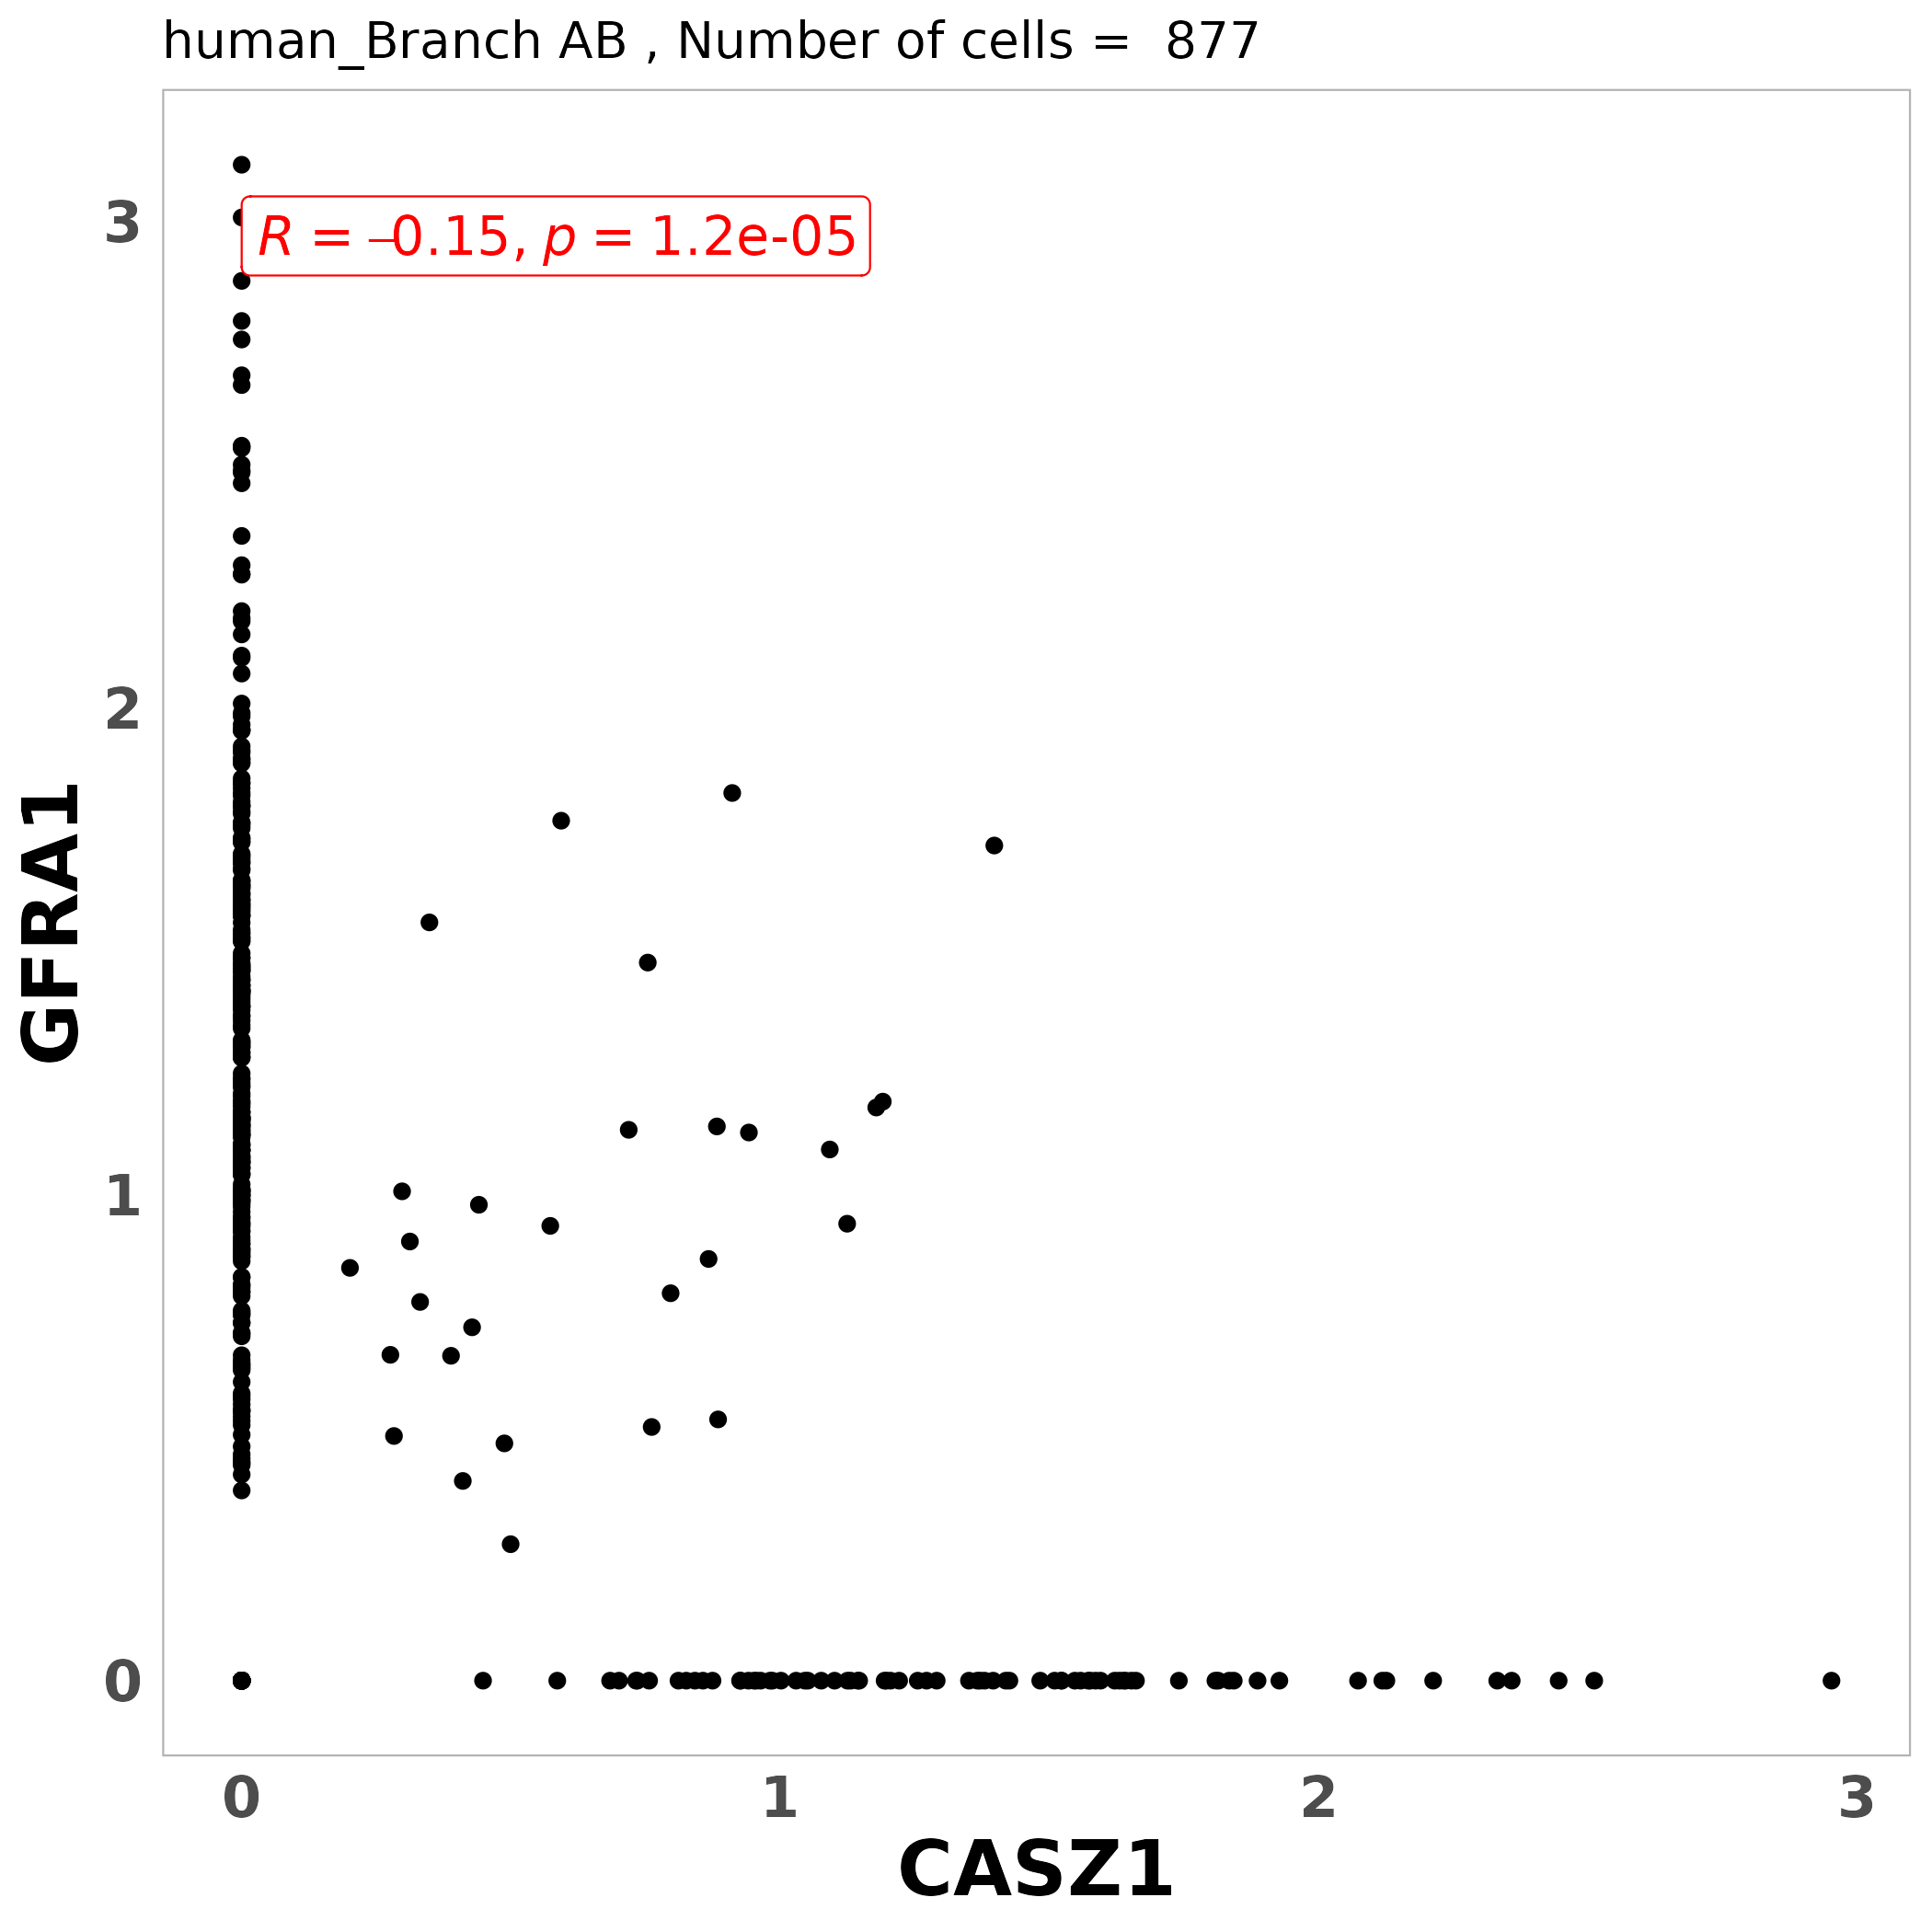 human_Branch AB , Number of cells =  877
R = –0.15, p = 1.2e-05
3
2
1
0
GFRA1
0 1 2 3
CASZ1